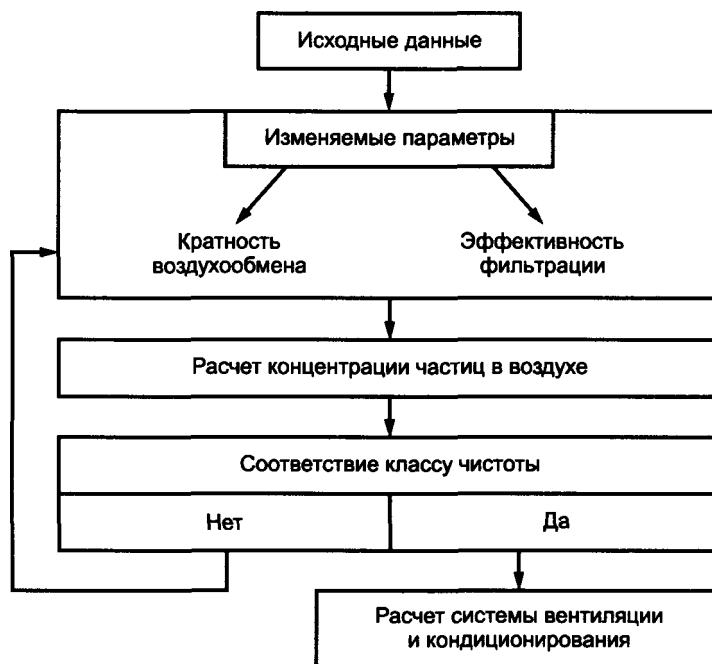 Исходные данные
Изменяемые параметры
Кратность
воздухообмена
Эффективность
фильтрации
Расчет концентрации частиц в воздухе
Соответствие классу чистоты
Нет
Да
Расчет системы вентиляции
и кондиционирования